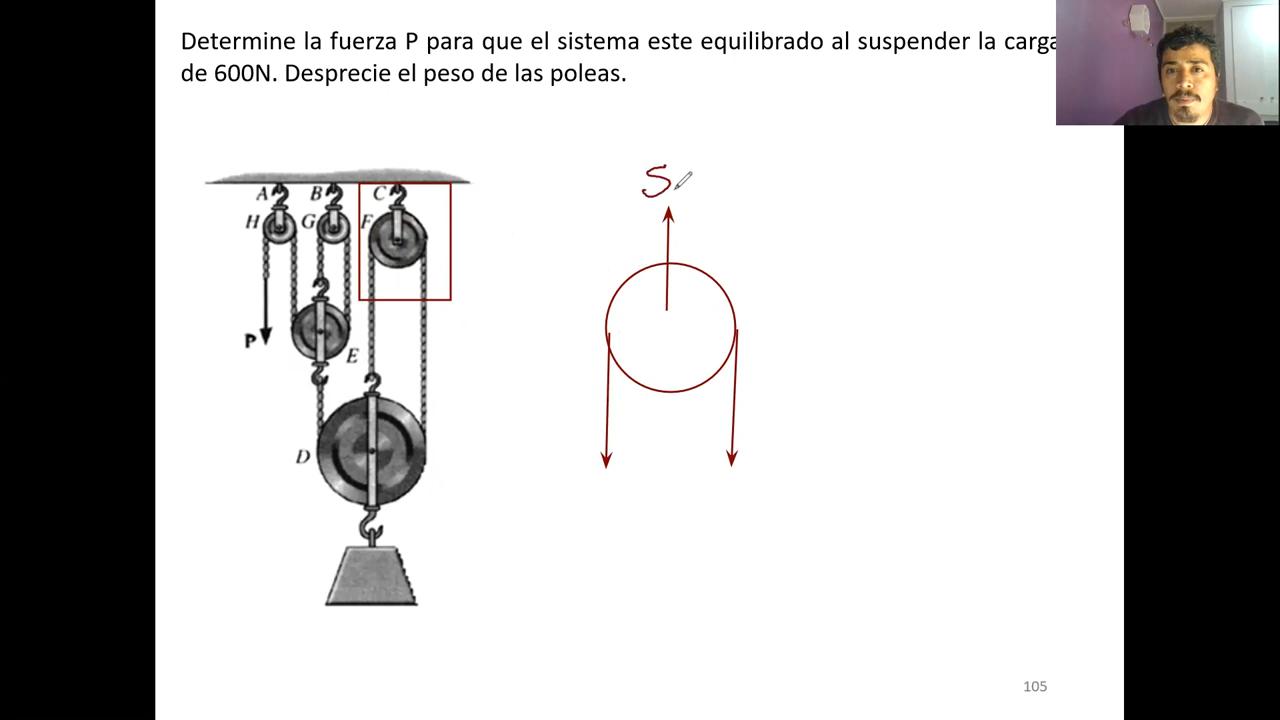 Determine la fuerza P para que el sistema este equilibrado al suspender la carga
de 600N. Desprecie el peso de las poleas.
A B C
H G F
P
E
D
S
105